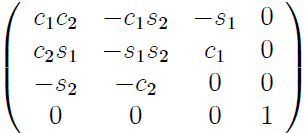 c₁c₂ −c₁s₂ −s₁ 0
c₂s₁ −s₁s₂ c₁ 0
−s₂ −c₂ 0 0
0 0 0 1